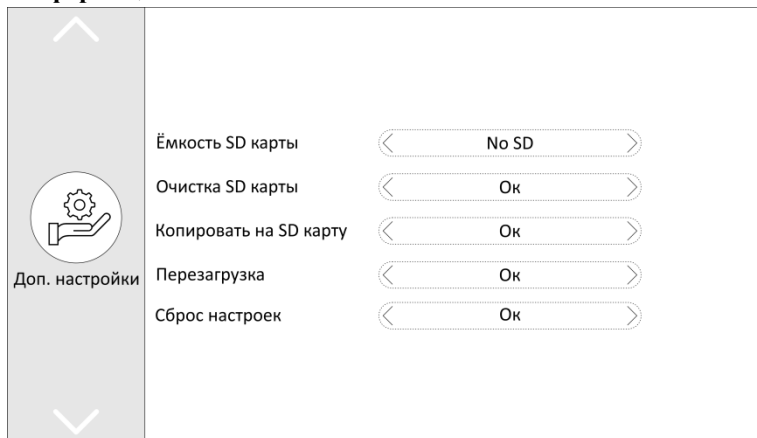 Ёмкость SD карты No SD
Очистка SD карты Ок
Копировать на SD карту Ок
Доп. настройки Перезагрузка Ок
Сброс настроек Ок